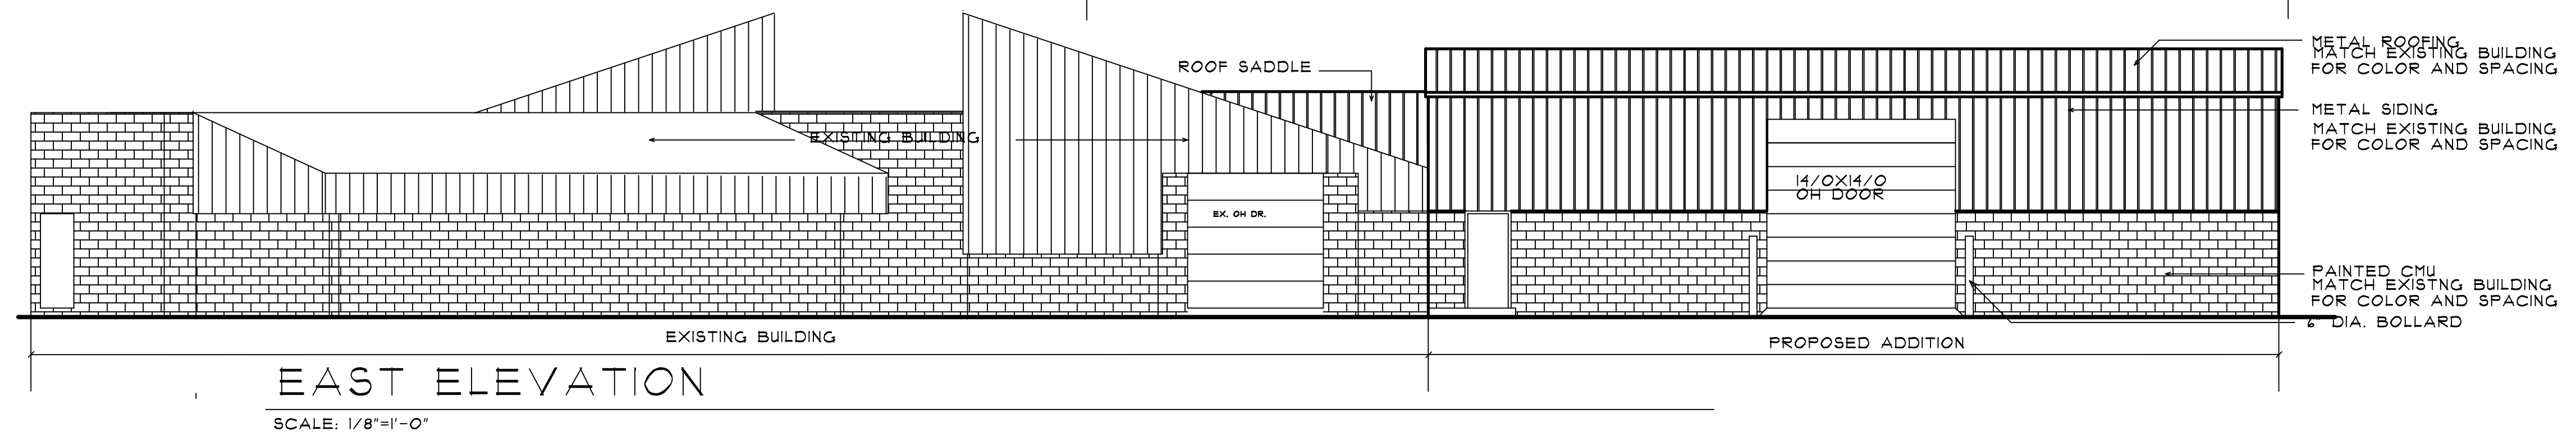 METAL ROOFING
MATCH EXISTING BUILDING
FOR COLOR AND SPACING
ROOF SADDLE
METAL SIDING
MATCH EXISTING BUILDING
FOR COLOR AND SPACING
EXISTING BUILDING
14/0X14/0
OH DOOR
EX. OH DR.
PAINTED CMU
MATCH EXISTNG BUILDING
FOR COLOR AND SPACING
6" DIA. BOLLARD
EXISTING BUILDING
PROPOSED ADDITION
EAST ELEVATION
SCALE: 1/8"=1'-0"